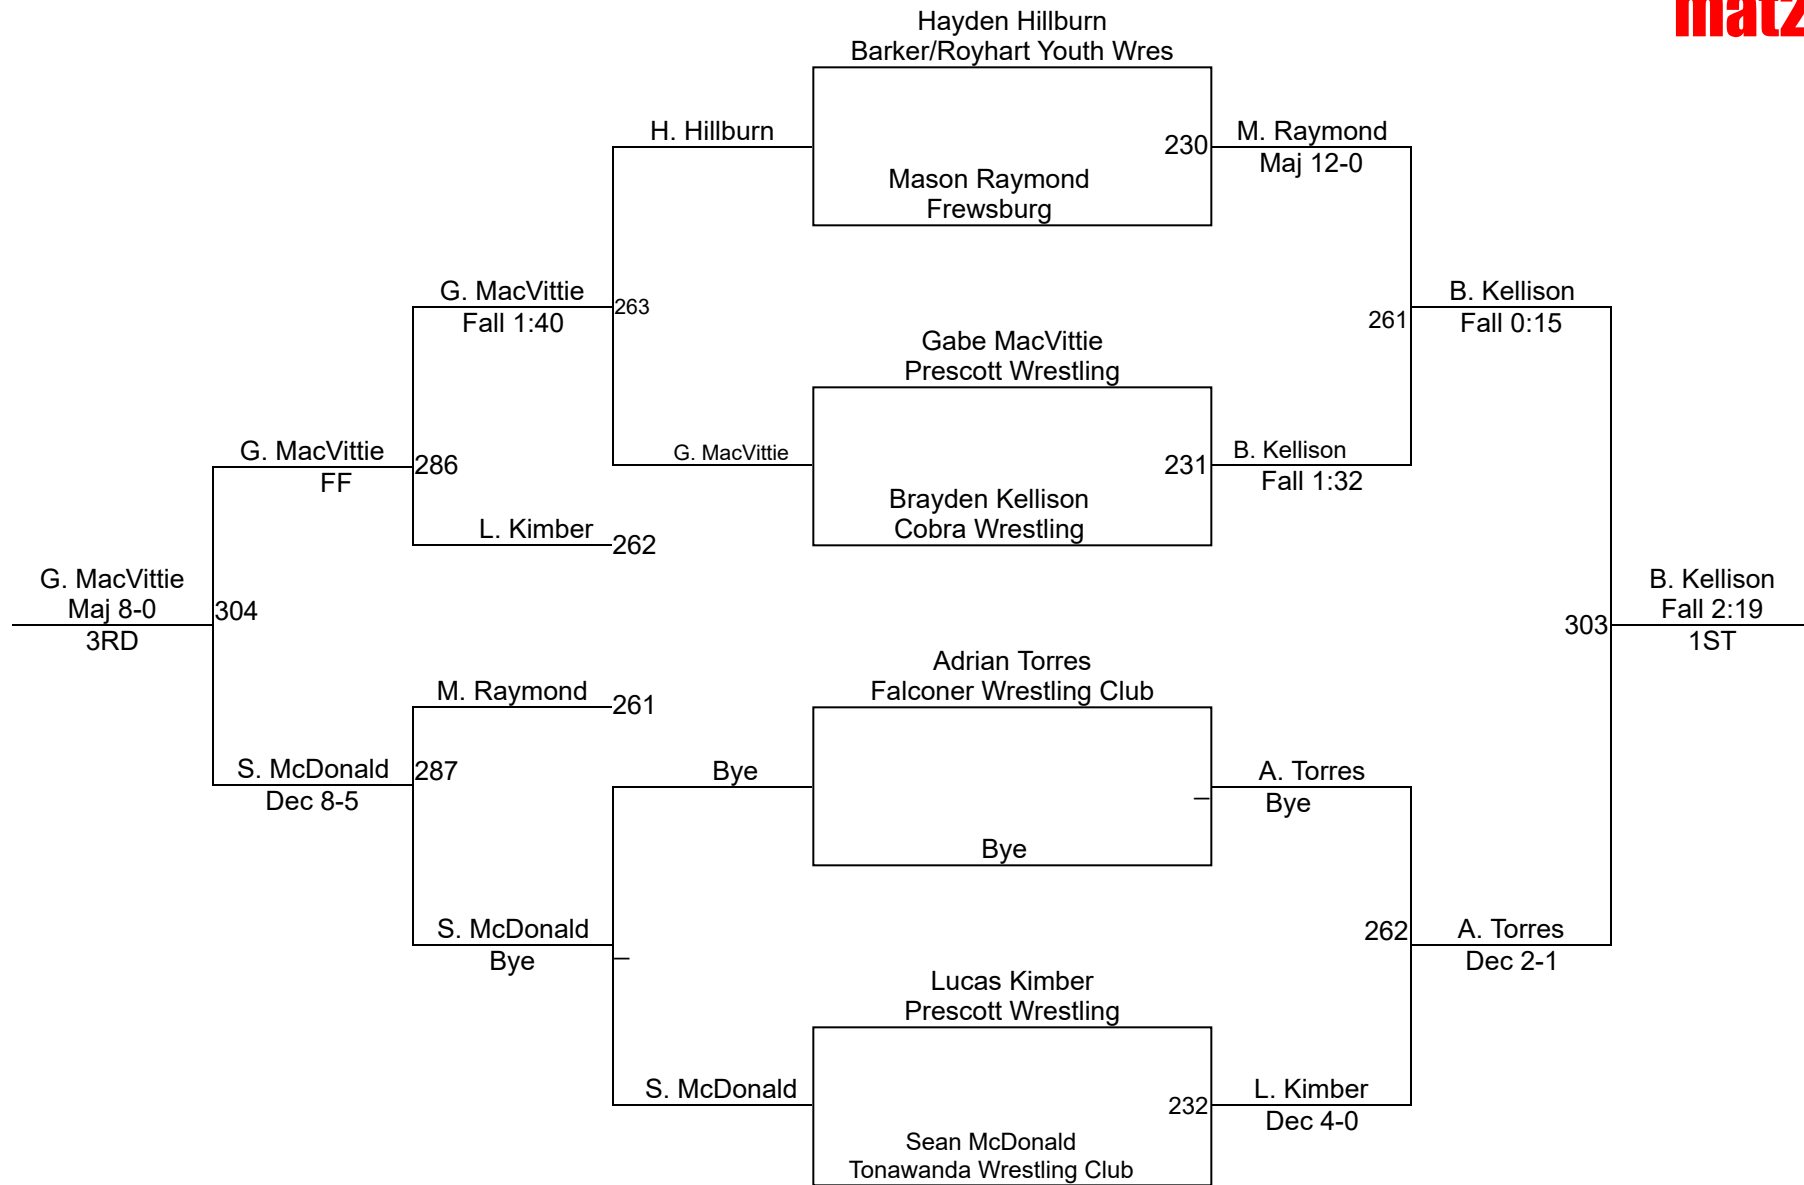 matz
Hayden Hillburn
Barker/Royhart Youth Wres
H. Hillburn
230
M. Raymond
Maj 12-0
Mason Raymond
Frewsburg
G. MacVittie
Fall 1:40
263
261
B. Kellison
Fall 0:15
Gabe MacVittie
Prescott Wrestling
G. MacVittie
FF
286
G. MacVittie
231
B. Kellison
Fall 1:32
Brayden Kellison
Cobra Wrestling
L. Kimber
262
G. MacVittie
Maj 8-0
3RD
304
303
B. Kellison
Fall 2:19
1ST
Adrian Torres
Falconer Wrestling Club
M. Raymond
261
S. McDonald
Dec 8-5
287
Bye
A. Torres
Bye
Bye
S. McDonald
Bye
262
A. Torres
Dec 2-1
Lucas Kimber
Prescott Wrestling
S. McDonald
232
L. Kimber
Dec 4-0
Sean McDonald
Tonawanda Wrestling Club